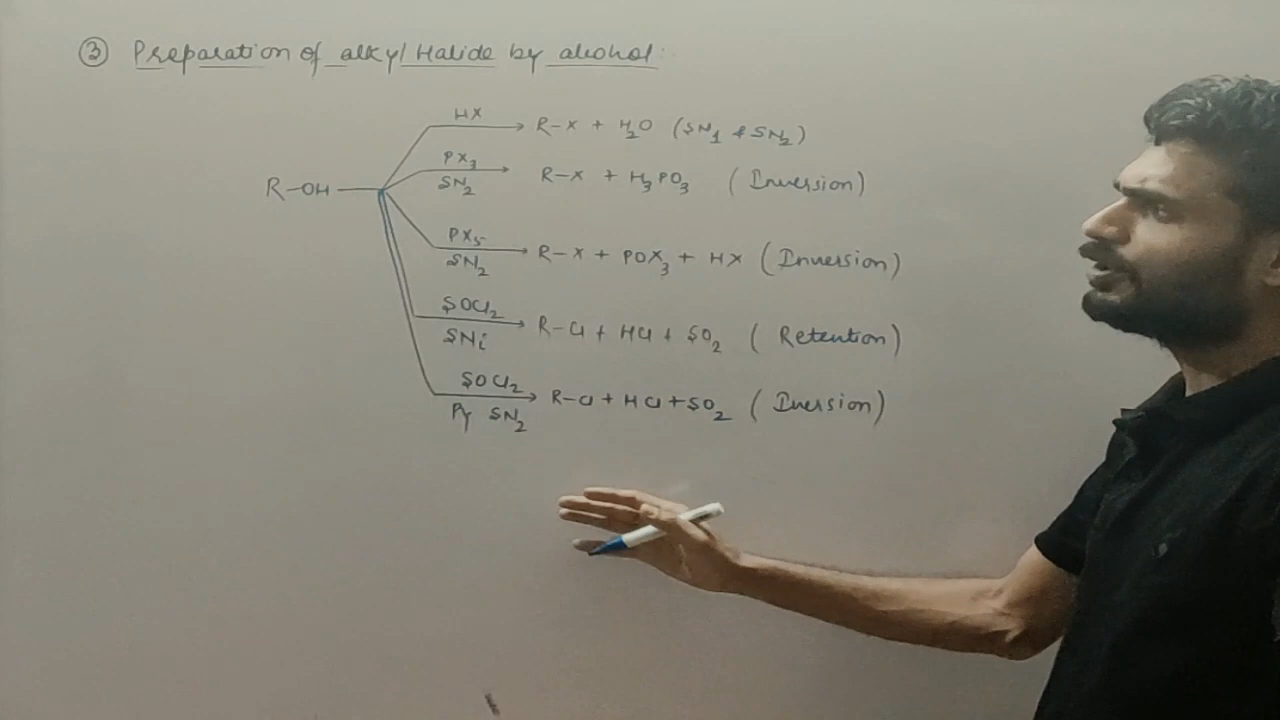 ③ Preparation of alkyl Halide by alcohol:
HX
R-X + H₂O (SN₁ & SN₂)
PX₃
SN₂
R-X + H₃PO₃ (Inversion)
R-OH
PX₅
SN₂
R-X + POX₃ + HX (Inversion)
SOCl₂
SNi
R-Cl + HCl + SO₂ (Retention)
SOCl₂
Py SN₂
R-Cl + HCl + SO₂ (Iversion)